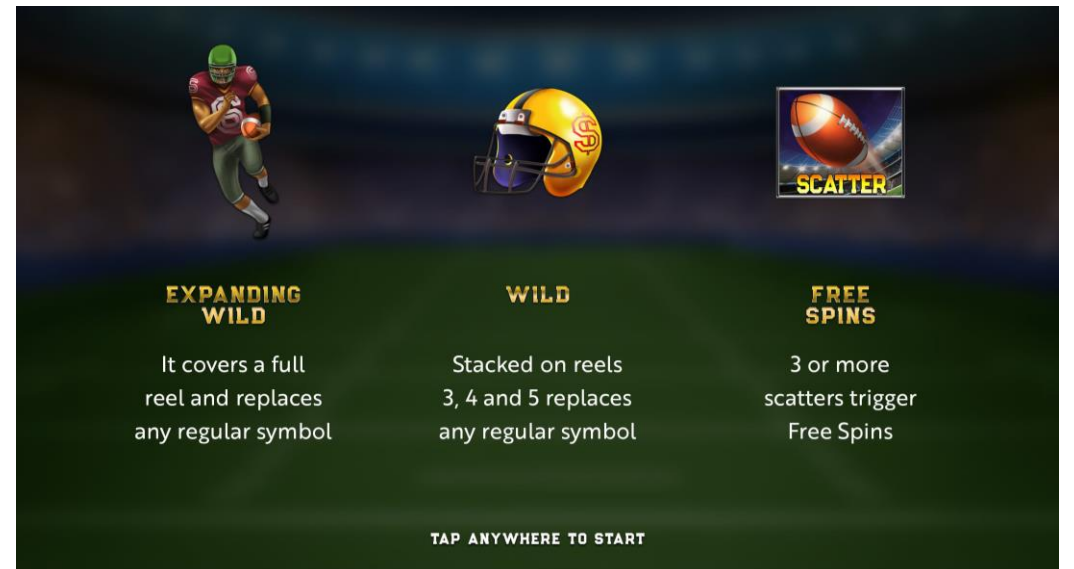 SCATTER
EXPANDING
WILD
It covers a full
reel and replaces
any regular symbol
WILD
Stacked on reels
3, 4 and 5 replaces
any regular symbol
FREE
SPINS
3 or more
scatters trigger
Free Spins
TAP ANYWHERE TO START